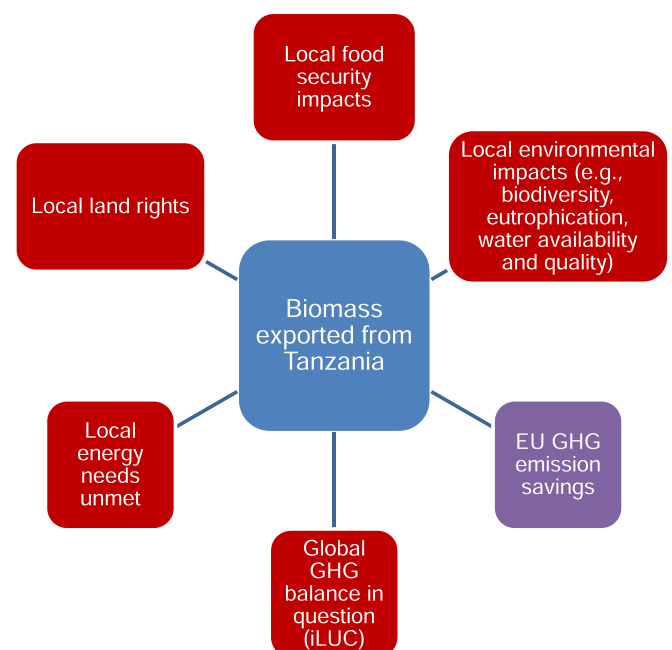 Local food
security
impacts
Local environmental
impacts (e.g.,
biodiversity,
eutrophication,
water availability
and quality)
Local land rights
Biomass
exported from
Tanzania
Local
energy
needs
unmet
EU GHG
emission
savings
Global
GHG
balance in
question
(iLUC)